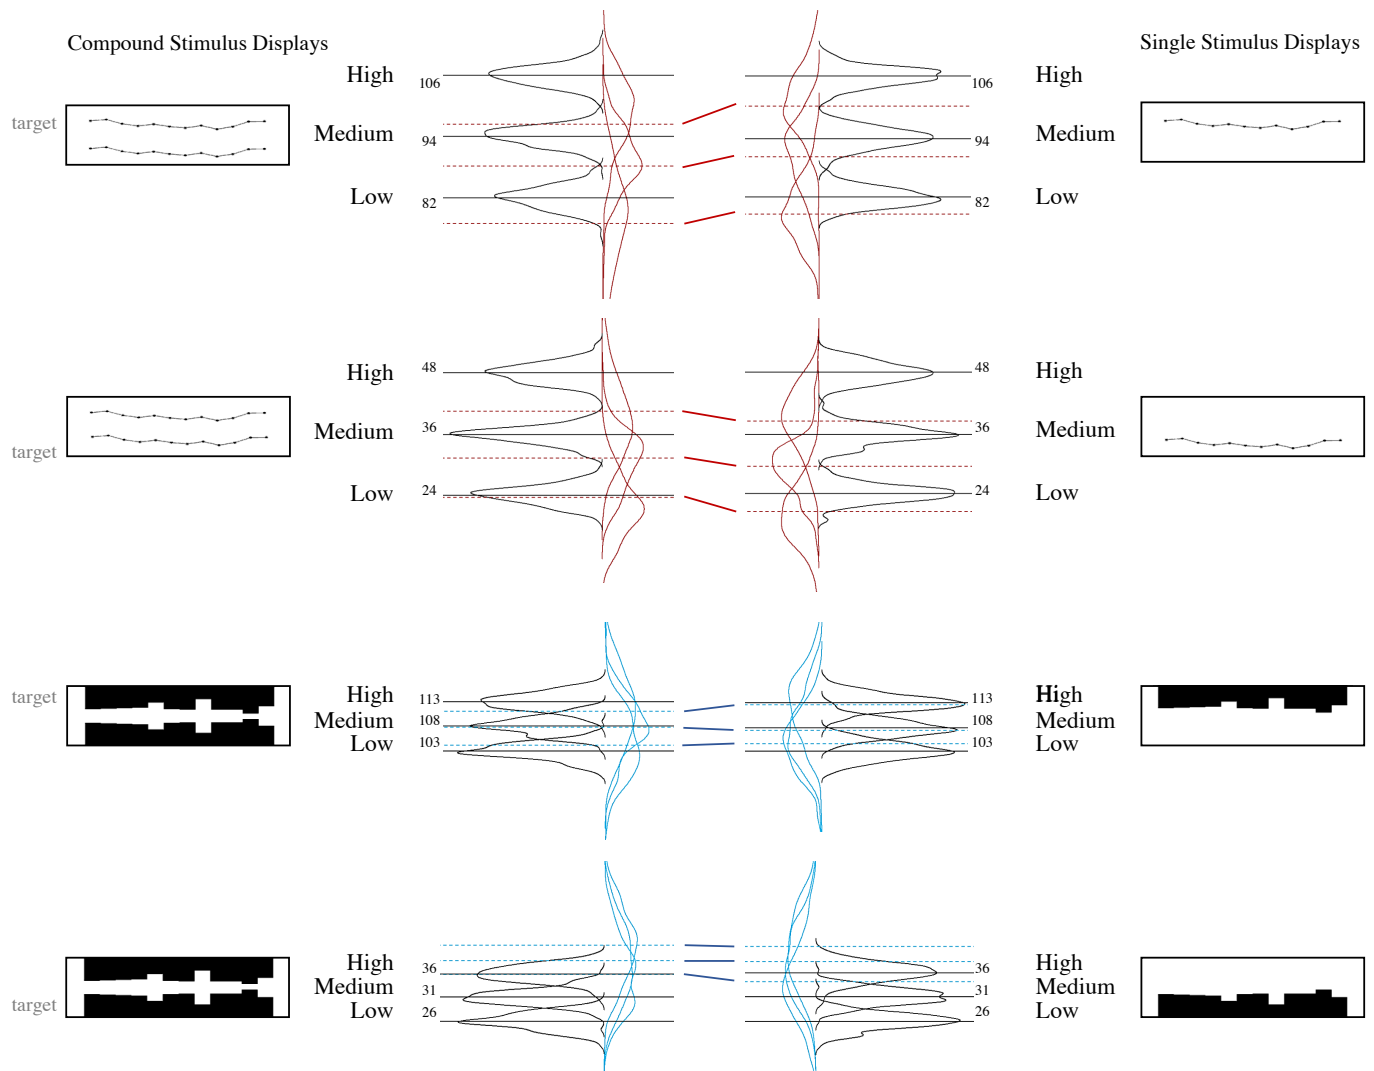 Compound Stimulus Displays
Single Stimulus Displays
High
106
106
High
target
Medium
94
94
Medium
Low
82
82
Low
High
48
48
High
Medium
36
36
Medium
target
Low
24
24
Low
target
High
113
113
High
Medium
108
108
Medium
Low
103
103
Low
High
36
36
High
Medium
31
31
Medium
target
Low
26
26
Low